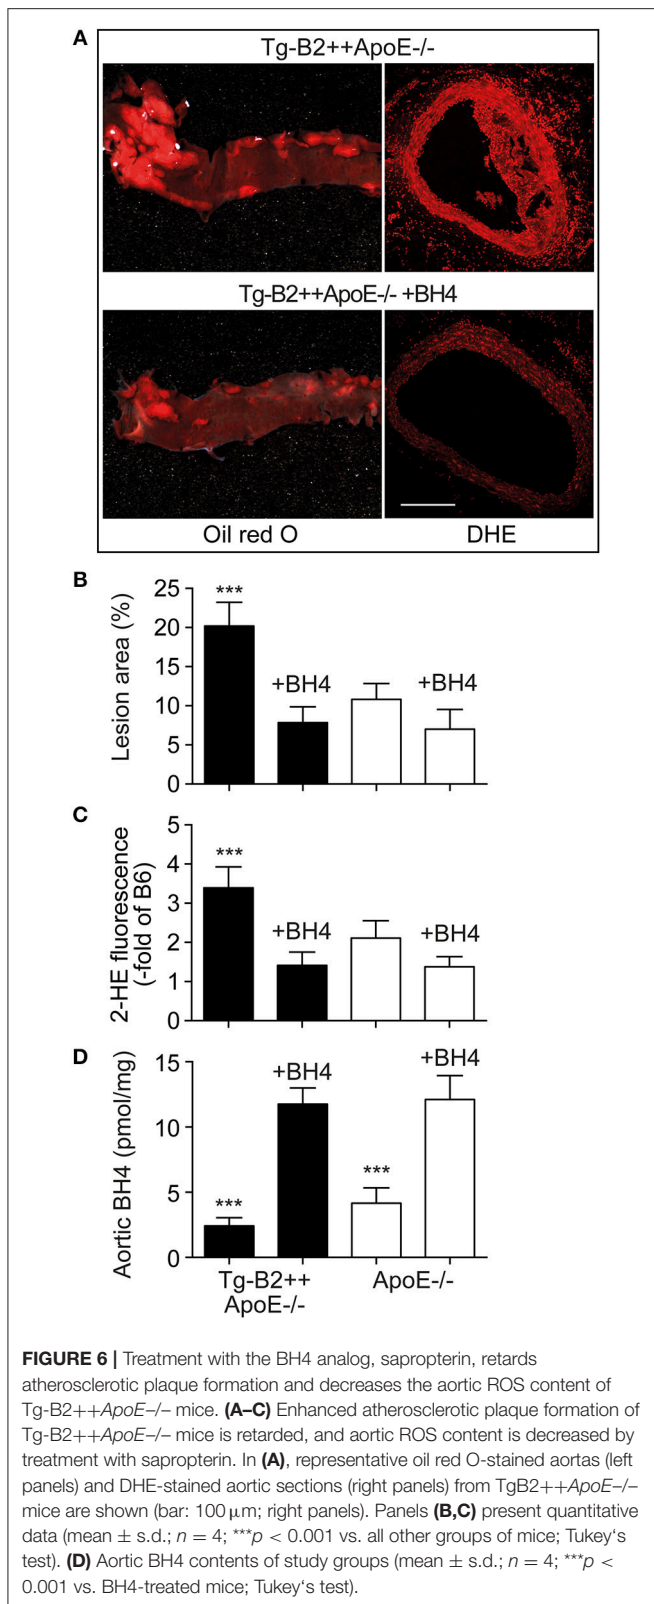 A
Tg-B2++ApoE-/-
Tg-B2++ApoE-/- +BH4
Oil red O
DHE
B
Lesion area (%)
25
20
15
10
5
0
***
+BH4
+BH4
C
2-HE fluorescence
(-fold of B6)
5
4
3
2
1
0
***
+BH4
+BH4
D
Aortic BH4 (pmol/mg)
15
10
5
0
***
+BH4
***
+BH4
Tg-B2++
ApoE-/-
ApoE-/-
FIGURE 6 | Treatment with the BH4 analog, sapropterin, retards
atherosclerotic plaque formation and decreases the aortic ROS content of
Tg-B2++ApoE–/– mice. (A–C) Enhanced atherosclerotic plaque formation of
Tg-B2++ApoE–/– mice is retarded, and aortic ROS content is decreased by
treatment with sapropterin. In (A), representative oil red O-stained aortas (left
panels) and DHE-stained aortic sections (right panels) from TgB2++ApoE–/–
mice are shown (bar: 100 μm; right panels). Panels (B,C) present quantitative
data (mean ± s.d.; n = 4; ***p < 0.001 vs. all other groups of mice; Tukey‘s
test). (D) Aortic BH4 contents of study groups (mean ± s.d.; n = 4; ***p <
0.001 vs. BH4-treated mice; Tukey‘s test).